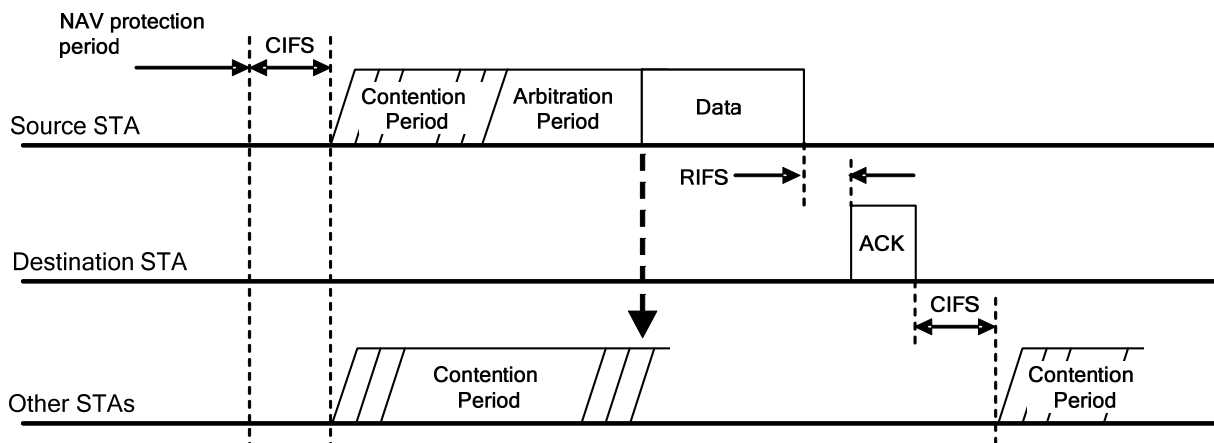 NAV protection
period
CIFS
Contention
Period
Arbitration
Period
Data
Source STA
RIFS
ACK
Destination STA
CIFS
Contention
Period
Contention
Period
Other STAs